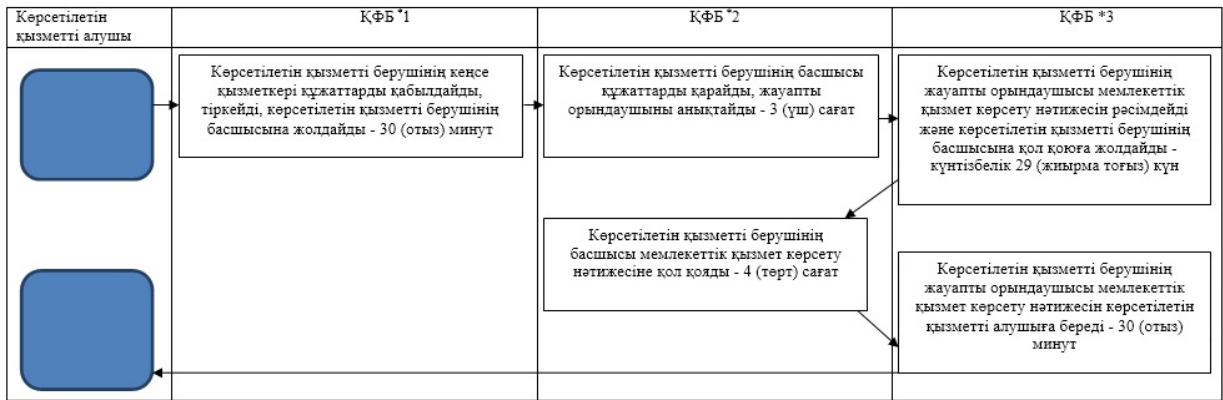 Көрсетілетін
қызметті алушы
ҚФБ *1
ҚФБ *2
ҚФБ *3
Көрсетілетін қызметті берушінің кеңсе
қызметкері құжаттарды қабылдайды,
тіркейді, көрсетілетін қызметті берушінің
басшысына жолдайды - 30 (отыз) минут
Көрсетілетін қызметті берушінің басшысы
құжаттарды қарайды, жауапты
орындаушыны анықтайды - 3 (үш) сағат
Көрсетілетін қызметті берушінің
жауапты орындаушысы мемлекеттік
қызмет көрсету нәтижесін рәсімдейді
және көрсетілетін қызметті берушінің
басшысына қол қоюға жолдайды -
күнтізбелік 29 (жиырма тоғыз) күн
Көрсетілетін қызметті берушінің
басшысы мемлекеттік қызмет көрсету
нәтижесіне қол қояды - 4 (төрт) сағат
Көрсетілетін қызметті берушінің
жауапты орындаушысы мемлекеттік
қызмет көрсету нәтижесін көрсетілетін
қызметті алушыға береді - 30 (отыз)
минут